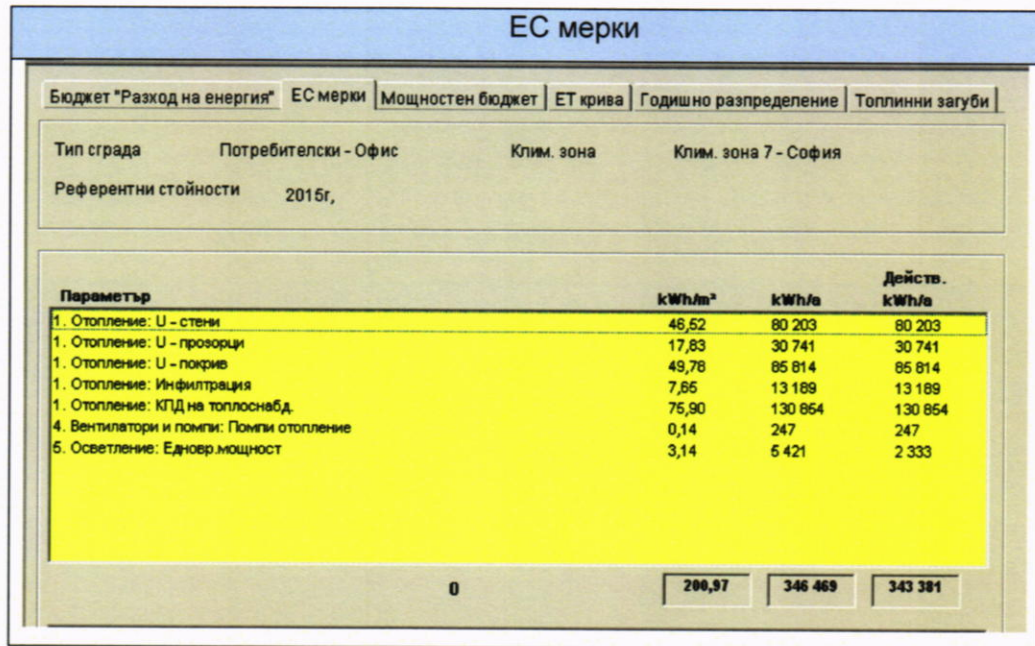 ЕС мерки
Бюджет "Разход на енергия" ЕС мерки Мощностен бюджет ЕТ крива Годишно разпределение Топлинни загуби
Тип сграда Потребителски - Офис Клим. зона Клим. зона 7 - София
Референтни стойности 2015г,
Действ.
Параметър kWh/m² kWh/a kWh/a
1. Отопление: U - стени 46,52 80 203 80 203
1. Отопление: U - прозорци 17,83 30 741 30 741
1. Отопление: U - покрив 49,78 85 814 85 814
1. Отопление: Инфилтрация 7,65 13 189 13 189
1. Отопление: КПД на топлоснабд. 75,90 130 854 130 854
4. Вентилатори и помпи: Помпи отопление 0,14 247 247
5. Осветление: Едновр.мощност 3,14 5 421 2 333
0 200,97 346 469 343 381